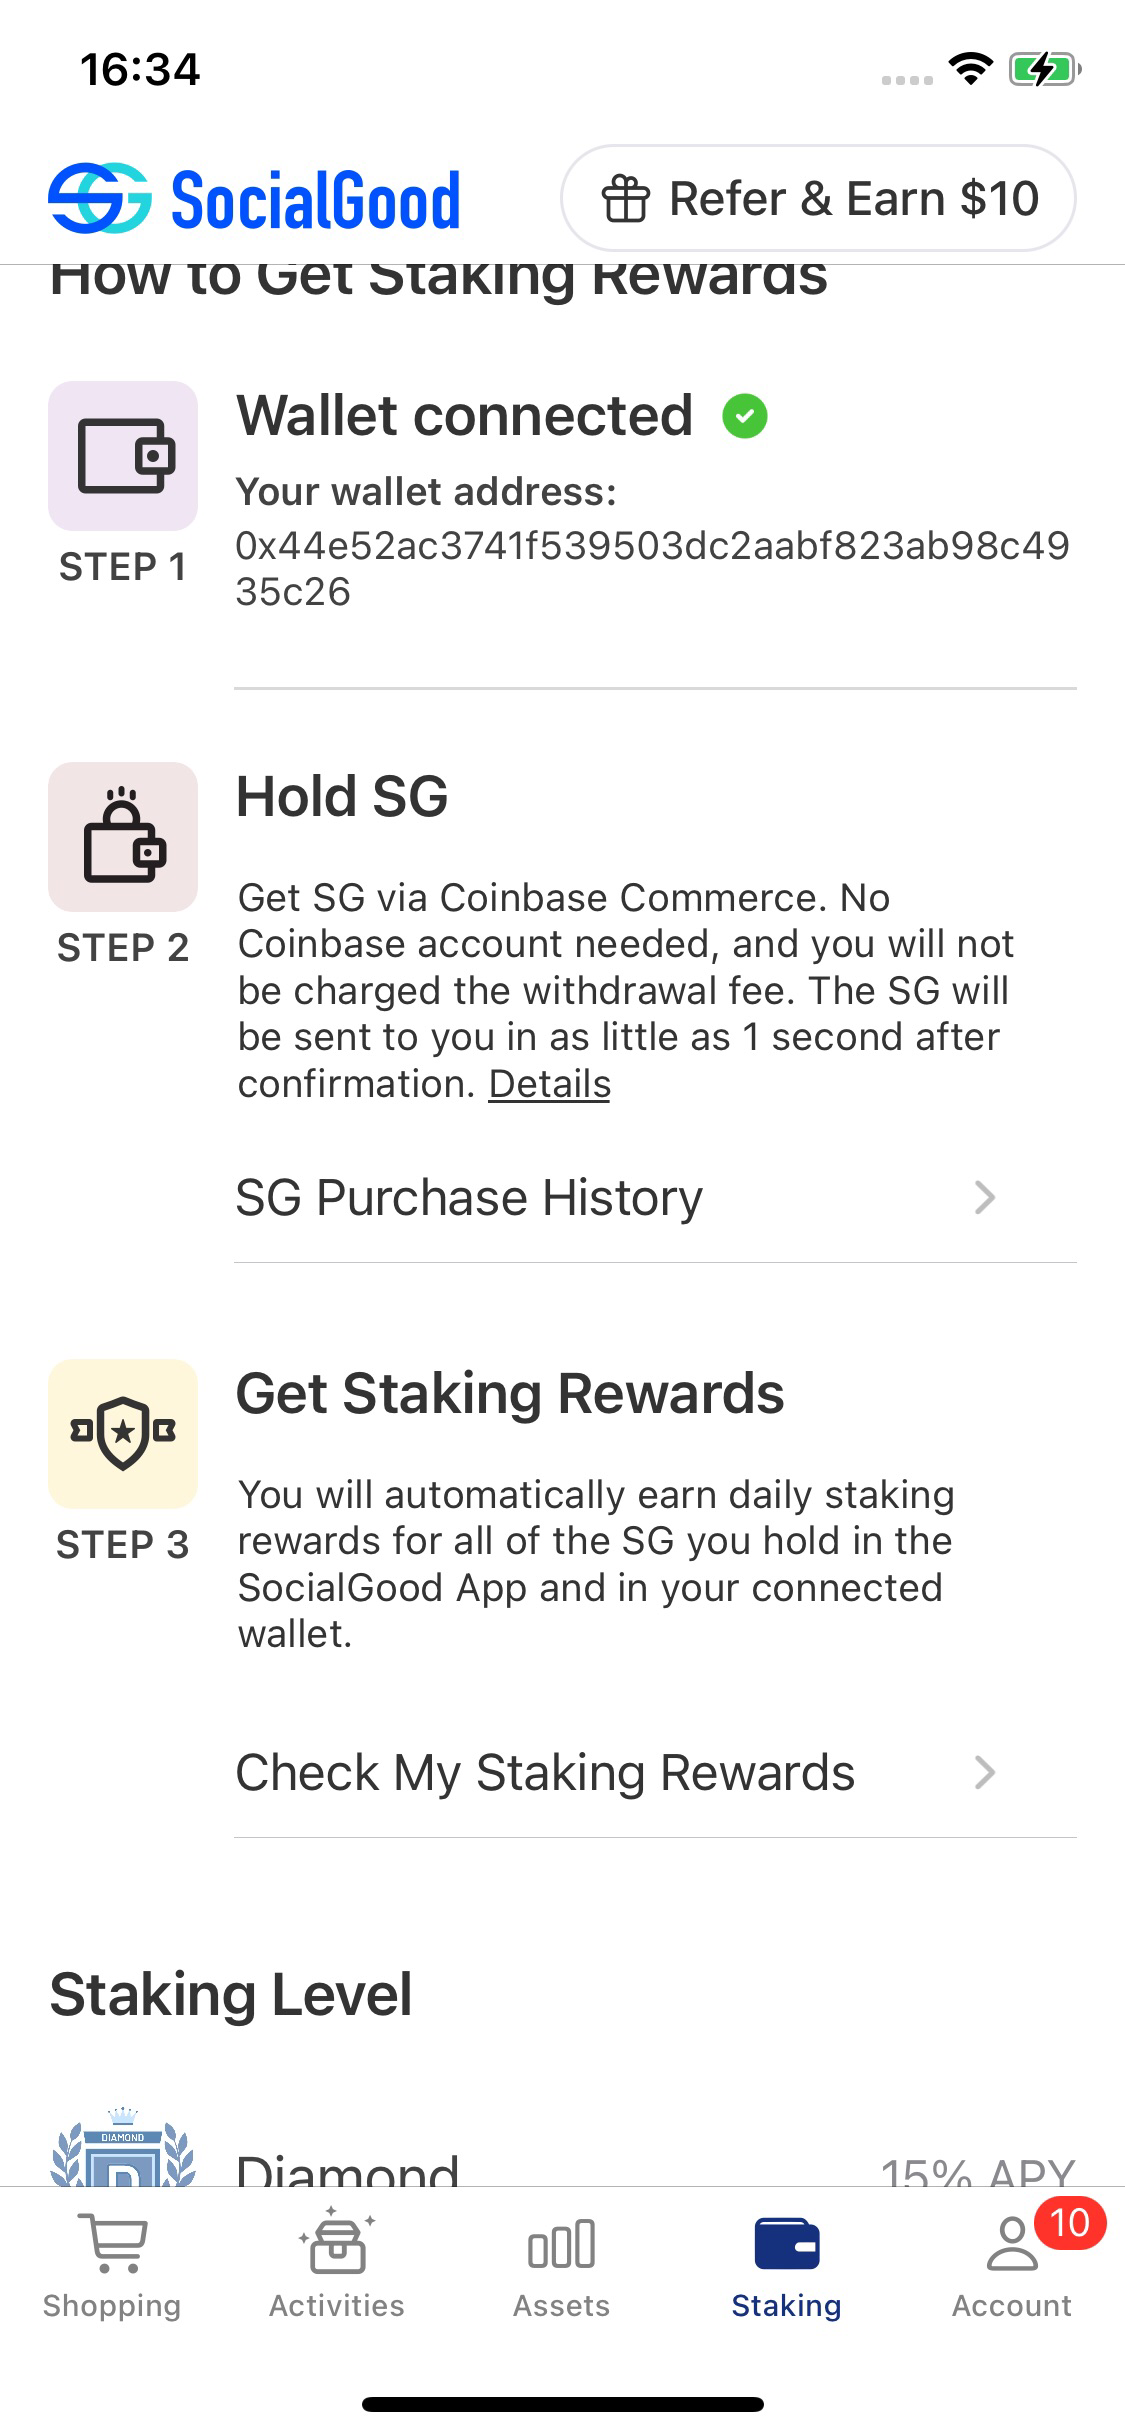 16:34
SocialGood
Refer & Earn $10
How to Get Staking Rewards
Wallet connected
Your wallet address:
0x44e52ac3741f539503dc2aabf823ab98c49
35c26
STEP 1
Hold SG
Get SG via Coinbase Commerce. No
Coinbase account needed, and you will not
be charged the withdrawal fee. The SG will
be sent to you in as little as 1 second after
confirmation. Details
STEP 2
SG Purchase History
Get Staking Rewards
You will automatically earn daily staking
rewards for all of the SG you hold in the
SocialGood App and in your connected
wallet.
STEP 3
Check My Staking Rewards
Staking Level
DIAMOND
D
Diamond
15% APY
10
Shopping
Activities
Assets
Staking
Account